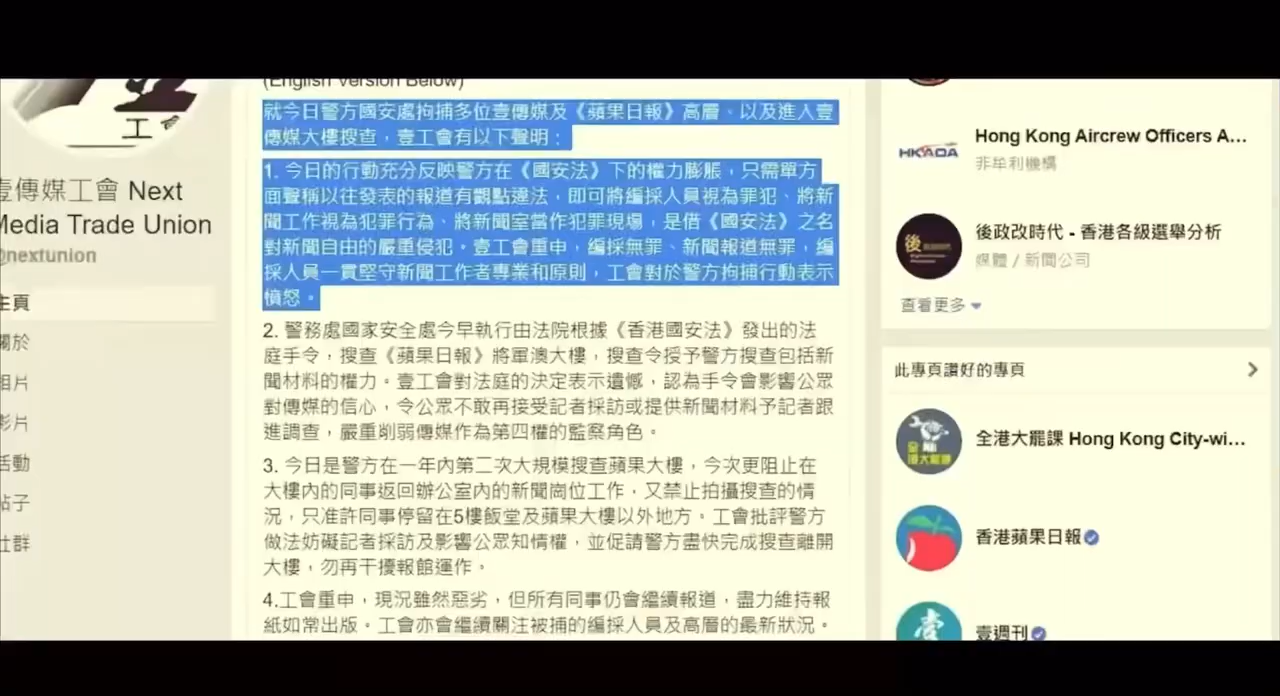 工會
壹傳媒工會 Next
Media Trade Union
@nextunion
主頁
關於
相片
影片
活動
帖子
社群
(English Version Below)
就今日警方國安處拘捕多位壹傳媒及《蘋果日報》高層、以及進入壹
傳媒大樓搜查，壹工會有以下聲明：
1. 今日的行動充分反映警方在《國安法》下的權力膨脹，只需單方
面聲稱以往發表的報道有觀點違法，即可將編採人員視為罪犯、將新
聞工作視為犯罪行為、將新聞室當作犯罪現場，是借《國安法》之名
對新聞自由的嚴重侵犯。壹工會重申，編採無罪、新聞報道無罪，編
採人員一貫堅守新聞工作者專業和原則，工會對於警方拘捕行動表示
憤怒。
2. 警務處國家安全處今早執行由法院根據《香港國安法》發出的法
庭手令，搜查《蘋果日報》將軍澳大樓，搜查令授予警方搜查包括新
聞材料的權力。壹工會對法庭的決定表示遺憾，認為手令會影響公眾
對傳媒的信心，令公眾不敢再接受記者採訪或提供新聞材料予記者跟
進調查，嚴重削弱傳媒作為第四權的監察角色。
3. 今日是警方在一年內第二次大規模搜查蘋果大樓，今次更阻止在
大樓內的同事返回辦公室內的新聞崗位工作，又禁止拍攝搜查的情
況，只准許同事停留在5樓飯堂及蘋果大樓以外地方。工會批評警方
做法妨礙記者採訪及影響公眾知情權，並促請警方盡快完成搜查離開
大樓，勿再干擾報館運作。
4.工會重申，現況雖然惡劣，但所有同事仍會繼續報道，盡力維持報
紙如常出版。工會亦會繼續關注被捕的編採人員及高層的最新狀況。
HKAOA
Hong Kong Aircrew Officers A...
非牟利機構
後
後政改時代 - 香港各級選舉分析
媒體 / 新聞公司
查看更多
此專頁讚好的專頁
全港大罷課 Hong Kong City-wi...
香港蘋果日報
壹
壹週刊